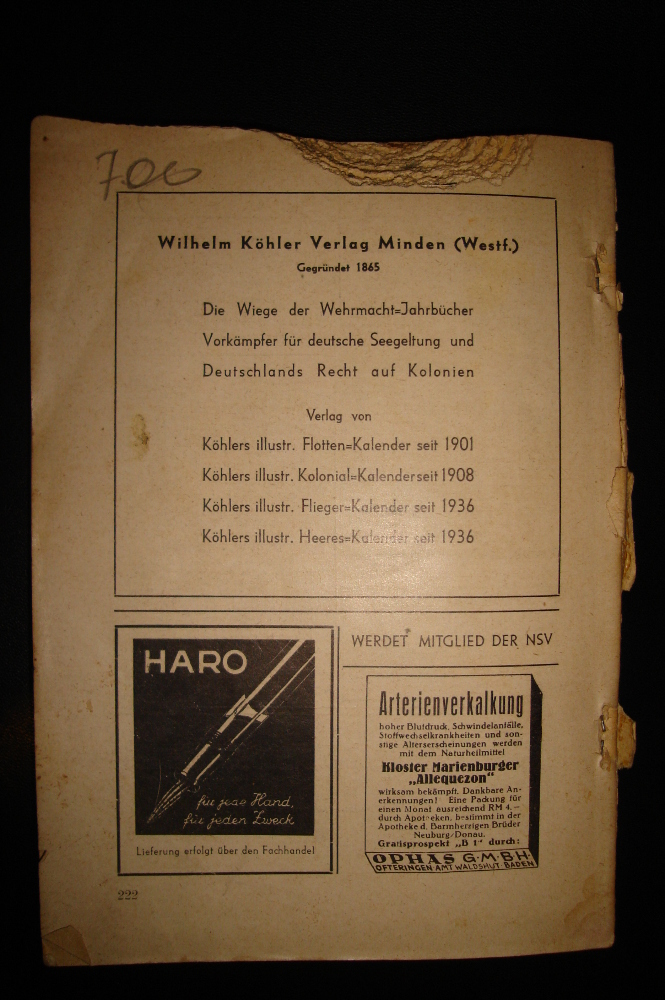 700
Wilhelm Köhler Verlag Minden (Westf.)
Gegründet 1865
Die Wiege der Wehrmacht=Jahrbücher
Vorkämpfer für deutsche Seegeltung und
Deutschlands Recht auf Kolonien
Verlag von
Köhlers illustr. Flotten=Kalender seit 1901
Köhlers illustr. Kolonial=Kalender seit 1908
Köhlers illustr. Flieger=Kalender seit 1936
Köhlers illustr. Heeres=Kalender seit 1936
HARO
für jede Hand,
für jeden Zweck
Lieferung erfolgt über den Fachhandel
WERDET MITGLIED DER NSV
Arterienverkalkung
hoher Blutdruck, Schwindelanfälle,
Stoffwechselkrankheiten und son-
stige Alterserscheinungen werden
mit dem Naturheilmittel
Kloster Marienburger
„Allequezon"
wirksam bekämpft. Dankbare An-
erkennungen! Eine Packung für
einen Monat ausreichend RM 4.—
durch Apotheken, bestimmt in der
Apotheke d. Barmherzigen Brüder
Neuburg/Donau.
Gratisprospekt „B 1" durch:
OPHAS G·M·B·H·
OFTERINGEN AMT WALDSHUT/BADEN
222